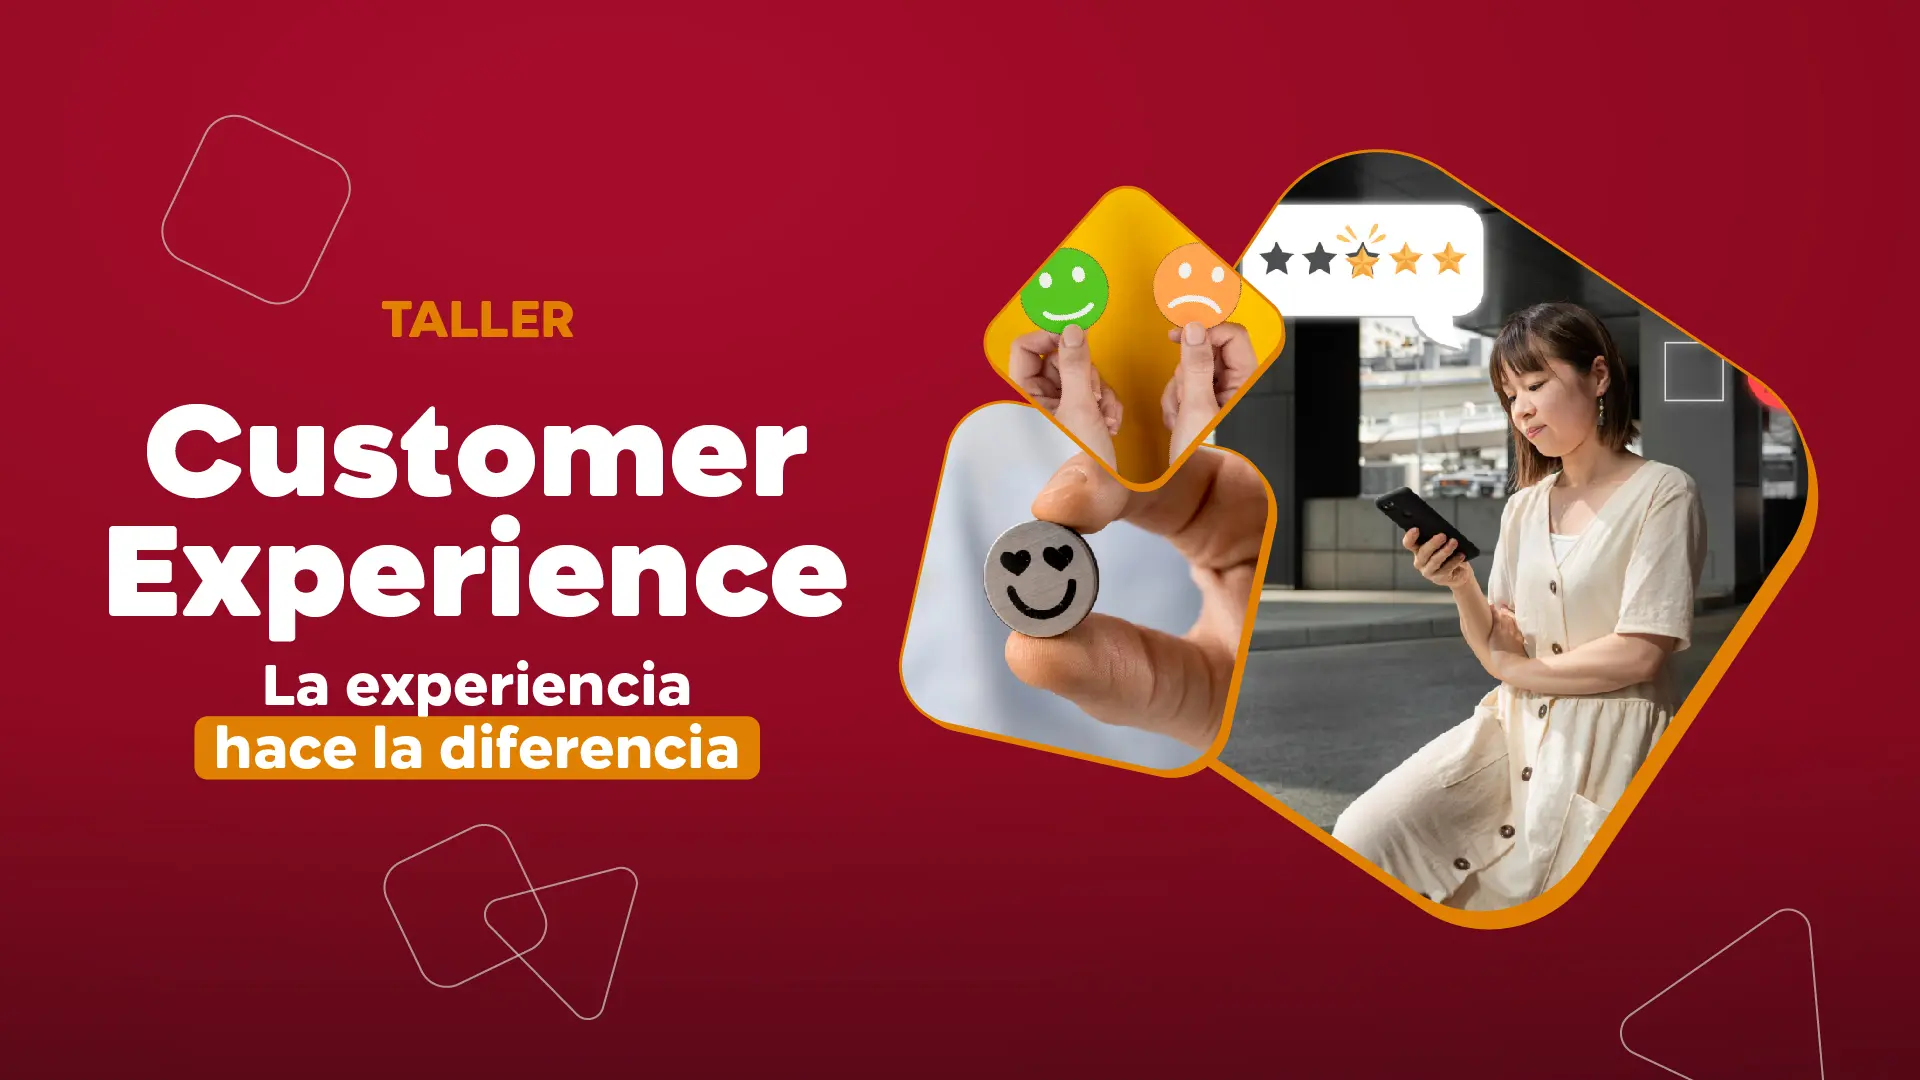 TALLER
Customer
Experience
La experiencia
hace la diferencia